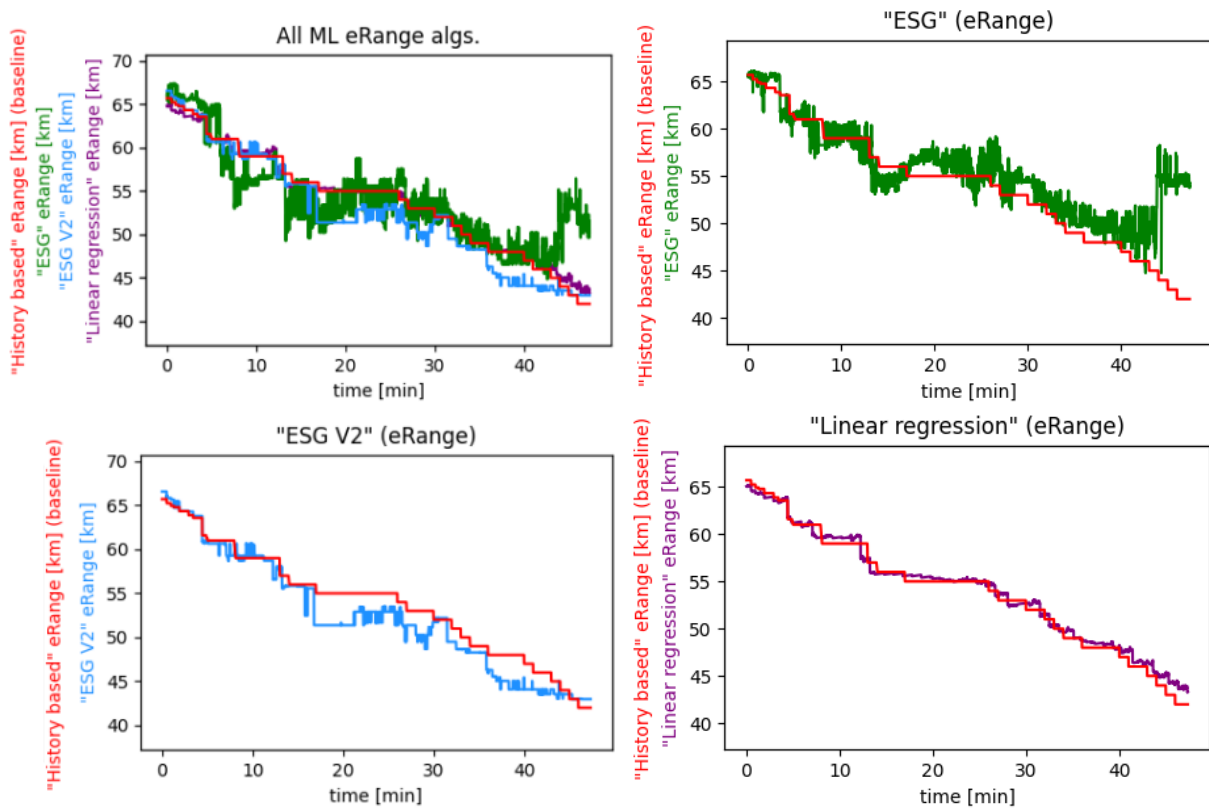 All ML eRange algs.
"History based" eRange [km] (baseline)
"ESG" eRange [km]
"ESG V2" eRange [km]
"Linear regression" eRange [km]
70
65
60
55
50
45
40
0 10 20 30 40
time [min]
"ESG" (eRange)
"History based" eRange [km] (baseline)
"ESG" eRange [km]
65
60
55
50
45
40
0 10 20 30 40
time [min]
"ESG V2" (eRange)
"History based" eRange [km] (baseline)
"ESG V2" eRange [km]
70
65
60
55
50
45
40
0 10 20 30 40
time [min]
"Linear regression" (eRange)
"History based" eRange [km] (baseline)
"Linear regression" eRange [km]
65
60
55
50
45
40
0 10 20 30 40
time [min]